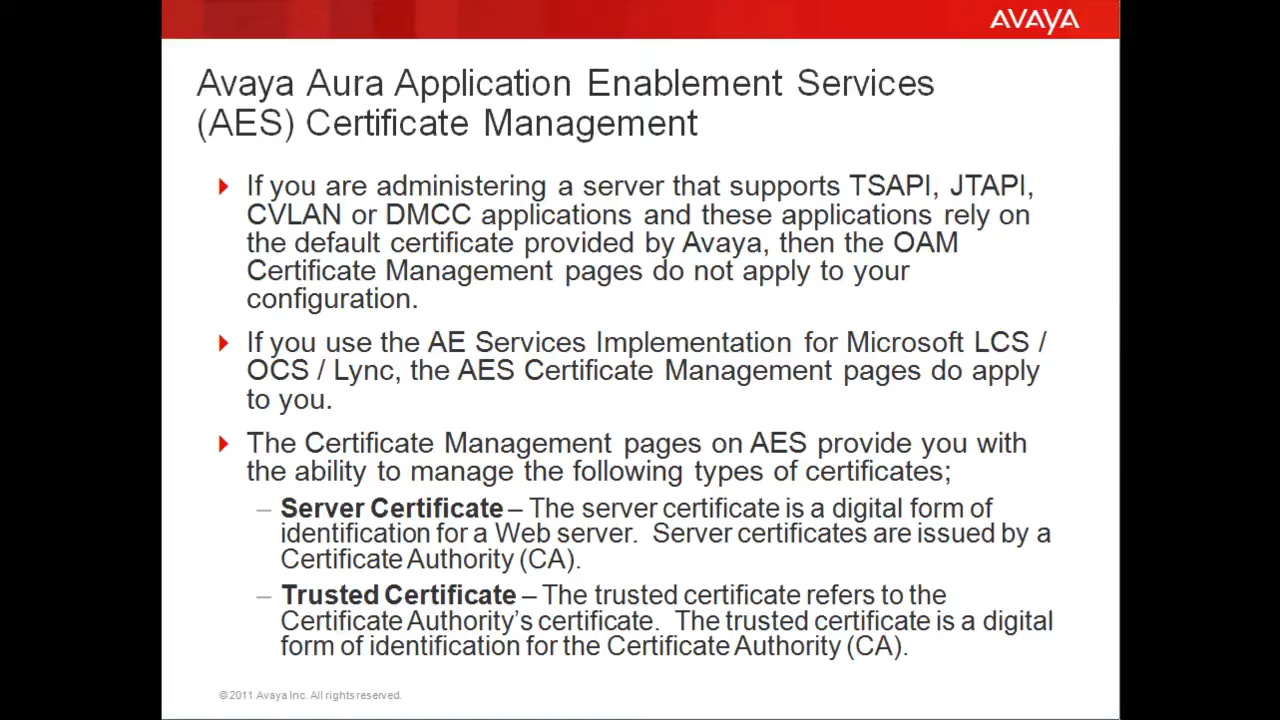 AVAYA
Avaya Aura Application Enablement Services
(AES) Certificate Management
If you are administering a server that supports TSAPI, JTAPI,
CVLAN or DMCC applications and these applications rely on
the default certificate provided by Avaya, then the OAM
Certificate Management pages do not apply to your
configuration.
If you use the AE Services Implementation for Microsoft LCS /
OCS / Lync, the AES Certificate Management pages do apply
to you.
The Certificate Management pages on AES provide you with
the ability to manage the following types of certificates;
– Server Certificate – The server certificate is a digital form of
identification for a Web server. Server certificates are issued by a
Certificate Authority (CA).
– Trusted Certificate – The trusted certificate refers to the
Certificate Authority's certificate. The trusted certificate is a digital
form of identification for the Certificate Authority (CA).
© 2011 Avaya Inc. All rights reserved.